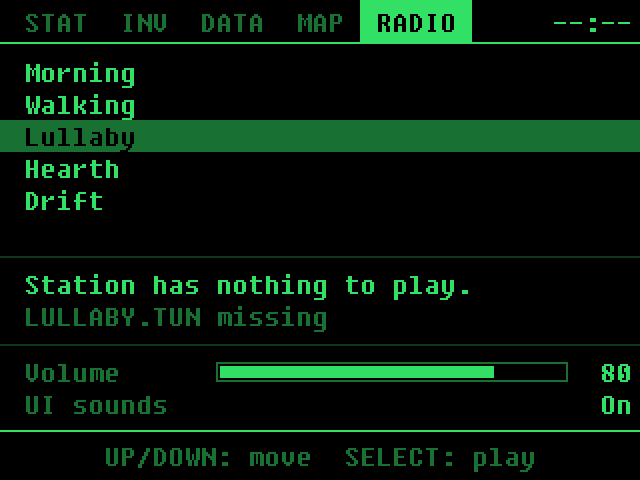 STAT INV DATA MAP RADIO --:--
Morning
Walking
Lullaby
Hearth
Drift
Station has nothing to play.
LULLABY.TUN missing
Volume 80
UI sounds On
UP/DOWN: move SELECT: play